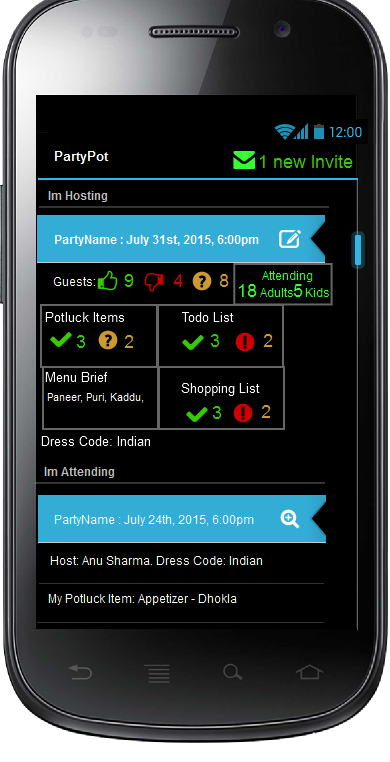 12:00
PartyPot
1 new Invite
Im Hosting
PartyName : July 31st, 2015, 6:00pm
Guests: 9 4 ? 8
Attending
18 Adults 5 Kids
Potluck Items
3 ? 2
Todo List
3 ! 2
Menu Brief
Paneer, Puri, Kaddu,
Shopping List
3 ! 2
Dress Code: Indian
Im Attending
PartyName : July 24th, 2015, 6:00pm
Host: Anu Sharma. Dress Code: Indian
My Potluck Item: Appetizer - Dhokla